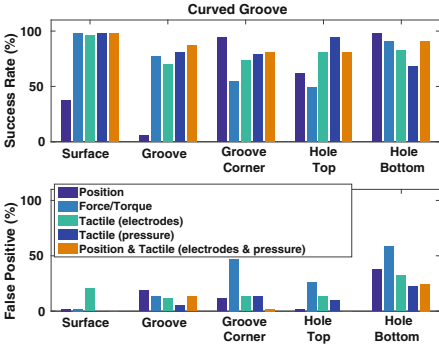 Curved Groove
Success Rate (%)
100
50
0
Surface
Groove
Groove
Corner
Hole
Top
Hole
Bottom
False Positive (%)
100
50
0
Position
Force/Torque
Tactile (electrodes)
Tactile (pressure)
Position & Tactile (electrodes & pressure)
Surface
Groove
Groove
Corner
Hole
Top
Hole
Bottom